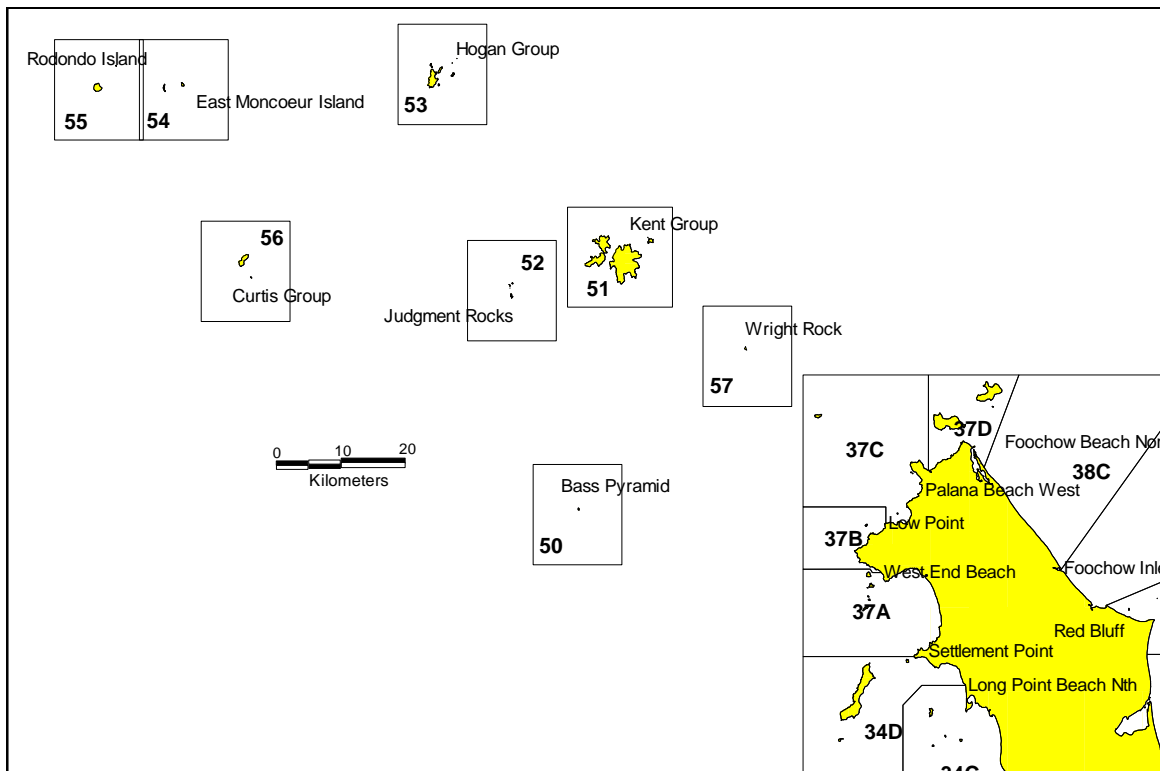 Hogan Group
Rodondo Island
East Moncoeur Island
53
55
54
Kent Group
56
52
51
Curtis Group
Judgment Rocks
Wright Rock
57
37D
37C
Foochow Beach Nor
38C
0 10 20
Kilometers
Bass Pyramid
Palana Beach West
Low Point
37B
50
West End Beach
Foochow Inle
37A
Red Bluff
Settlement Point
Long Point Beach Nth
34D
34C